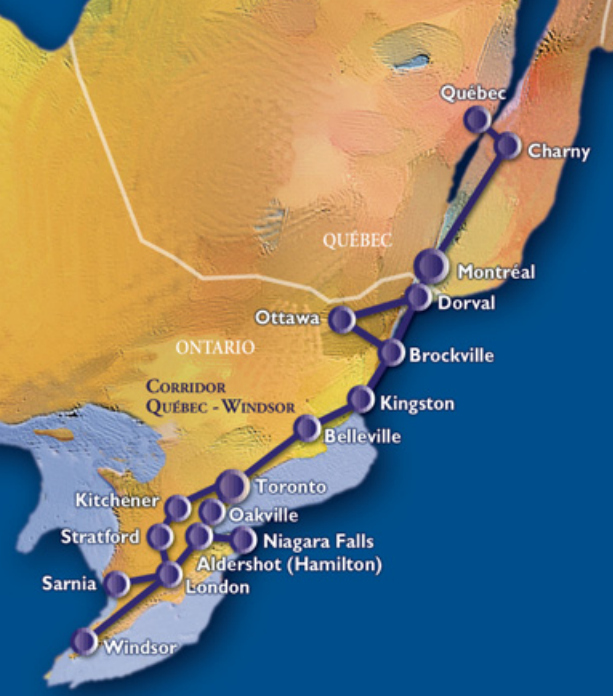 Québec
Charny
QUÉBEC
Montréal
Dorval
Ottawa
ONTARIO
Brockville
CORRIDOR
QUÉBEC - WINDSOR
Kingston
Belleville
Toronto
Kitchener
Oakville
Stratford
Niagara Falls
Aldershot (Hamilton)
Sarnia
London
Windsor